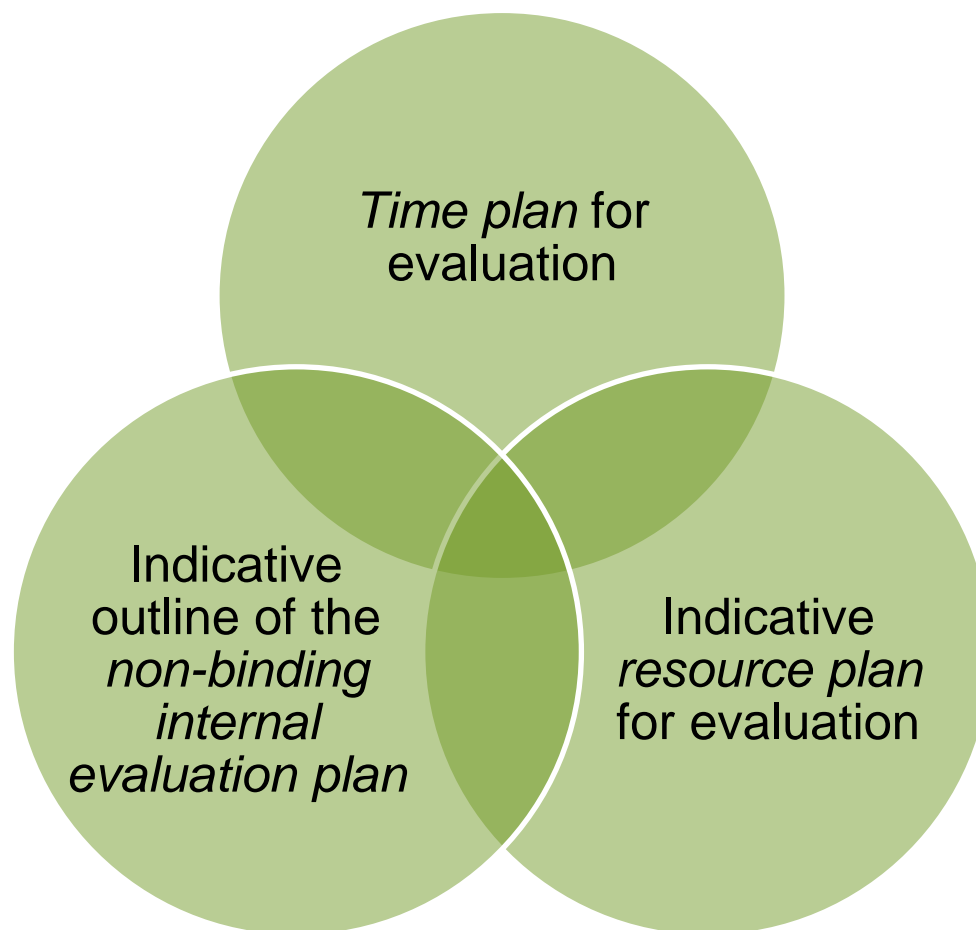 Time plan for
evaluation
Indicative
outline of the
non-binding
internal
evaluation plan
Indicative
resource plan
for evaluation